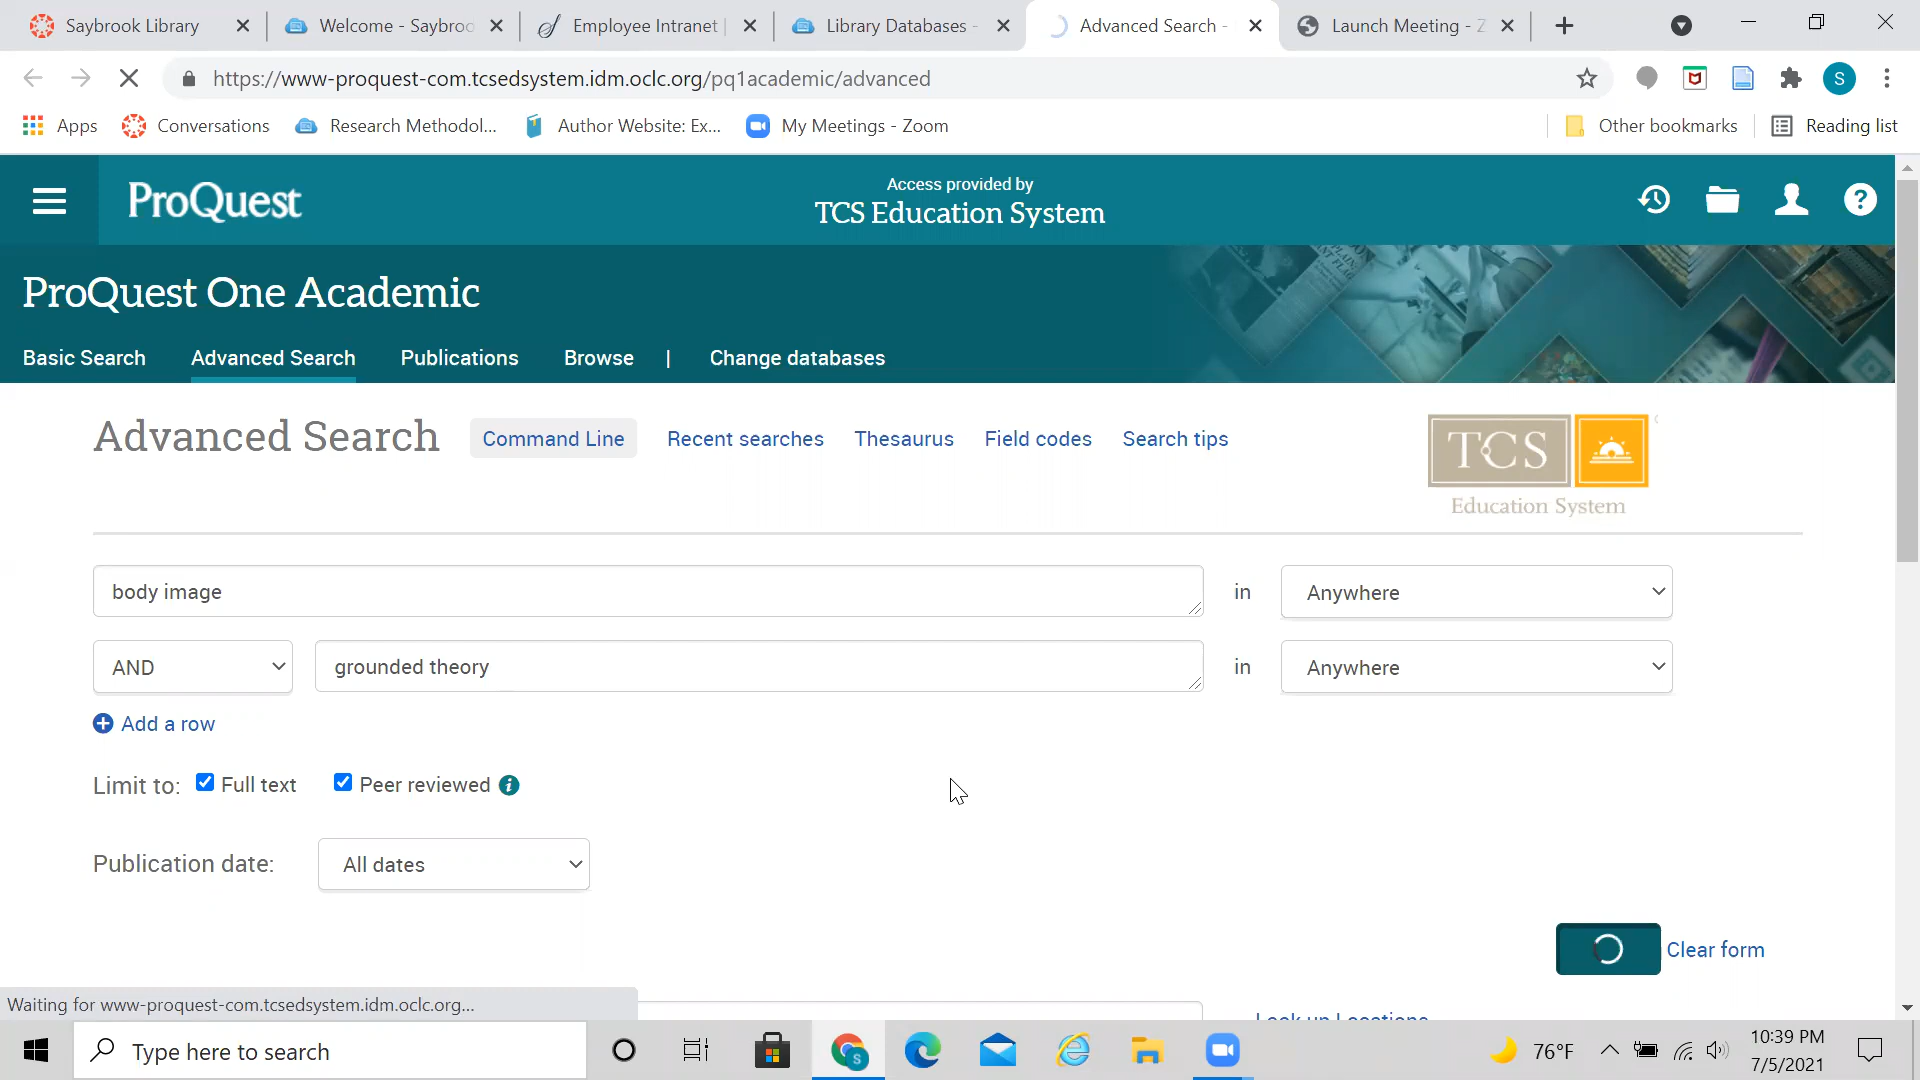 Saybrook Library
Welcome - Saybroo
Employee Intranet |
Library Databases -
Advanced Search -
Launch Meeting - Z
https://www-proquest-com.tcsedsystem.idm.oclc.org/pq1academic/advanced
S
Apps
Conversations
Research Methodol...
Author Website: Ex...
My Meetings - Zoom
Other bookmarks
Reading list
ProQuest
Access provided by
TCS Education System
ProQuest One Academic
Basic Search
Advanced Search
Publications
Browse
|
Change databases
Advanced Search
Command Line
Recent searches
Thesaurus
Field codes
Search tips
TCS
Education System
body image
in
Anywhere
AND
grounded theory
in
Anywhere
Add a row
Limit to:
Full text
Peer reviewed
Publication date:
All dates
Clear form
Waiting for www-proquest-com.tcsedsystem.idm.oclc.org...
Look up Locations
Type here to search
S
76°F
10:39 PM
7/5/2021